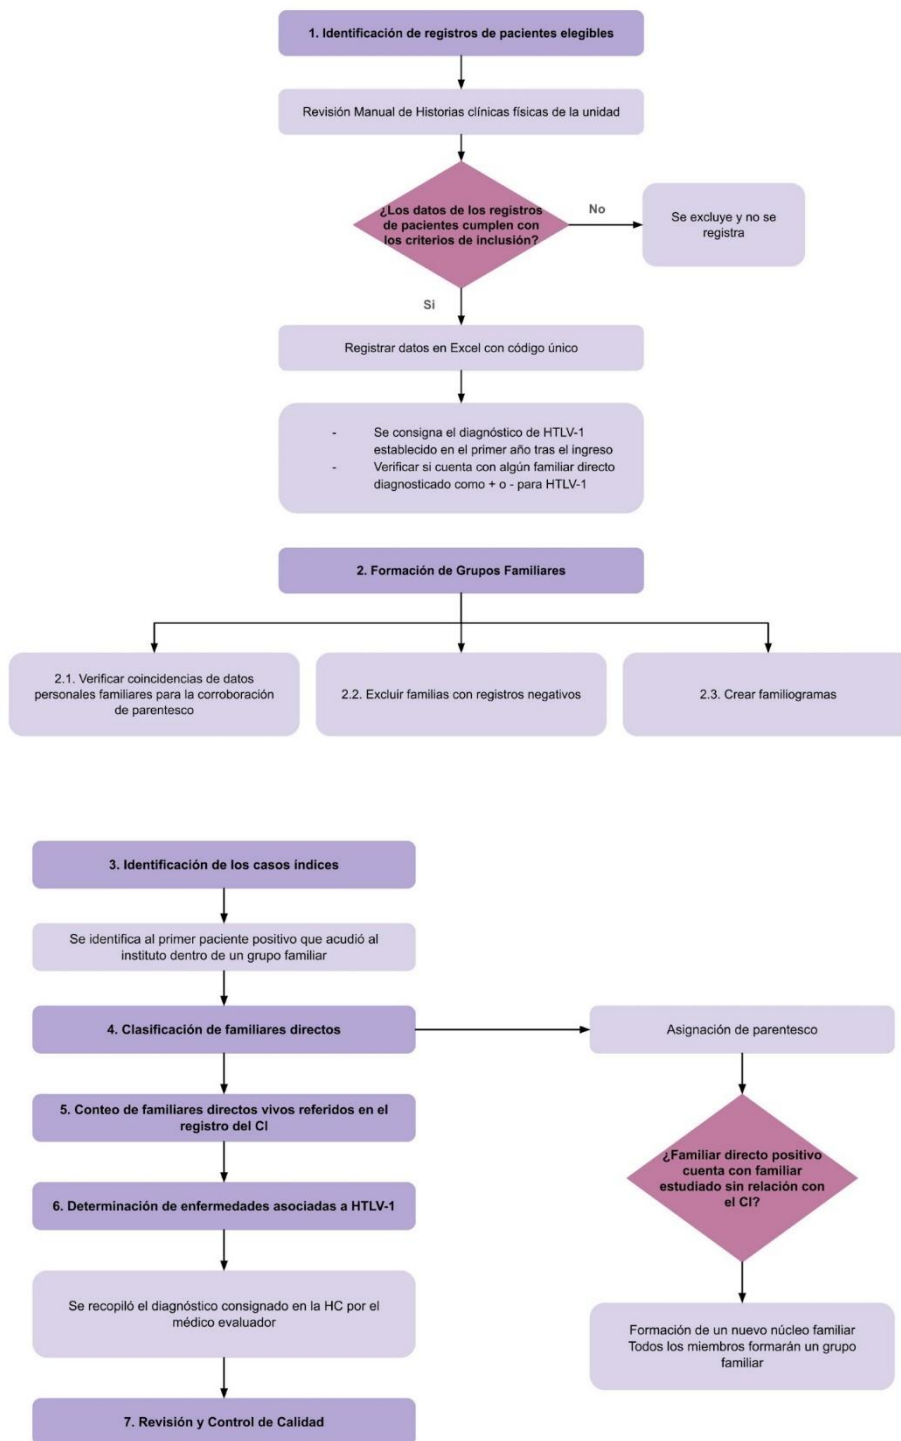 1. Identificación de registros de pacientes elegibles
Revisión Manual de Historias clínicas físicas de la unidad
¿Los datos de los registros
de pacientes cumplen con
los criterios de inclusión?
No
Se excluye y no se
registra
Si
Registrar datos en Excel con código único
- Se consigna el diagnóstico de HTLV-1
establecido en el primer año tras el ingreso
- Verificar si cuenta con algún familiar directo
diagnosticado como + o - para HTLV-1
2. Formación de Grupos Familiares
2.1. Verificar coincidencias de datos
personales familiares para la corroboración
de parentesco
2.2. Excluir familias con registros negativos
2.3. Crear familiogramas
3. Identificación de los casos índices
Se identifica al primer paciente positivo que acudió al
instituto dentro de un grupo familiar
4. Clasificación de familiares directos
Asignación de parentesco
5. Conteo de familiares directos vivos referidos en el
registro del CI
¿Familiar directo positivo
cuenta con familiar
estudiado sin relación con
el CI?
6. Determinación de enfermedades asociadas a HTLV-1
Se recopiló el diagnóstico consignado en la HC por el
médico evaluador
Formación de un nuevo núcleo familiar
Todos los miembros formarán un grupo
familiar
7. Revisión y Control de Calidad